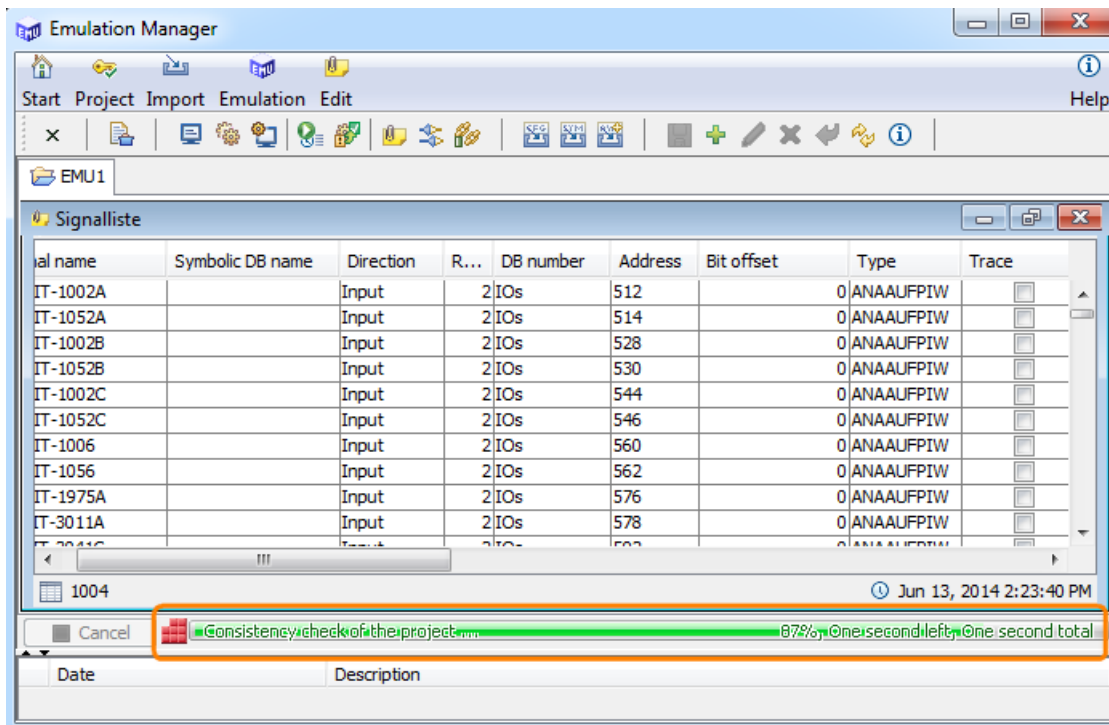 EMU Emulation Manager
EMU
Start Project Import Emulation Edit Help
SEG SYM
EMU1
Signalliste
nal name Symbolic DB name Direction R... DB number Address Bit offset Type Trace
IT-1002A Input 2 IOs 512 0 ANAAUFPIW
IT-1052A Input 2 IOs 514 0 ANAAUFPIW
IT-1002B Input 2 IOs 528 0 ANAAUFPIW
IT-1052B Input 2 IOs 530 0 ANAAUFPIW
IT-1002C Input 2 IOs 544 0 ANAAUFPIW
IT-1052C Input 2 IOs 546 0 ANAAUFPIW
IT-1006 Input 2 IOs 560 0 ANAAUFPIW
IT-1056 Input 2 IOs 562 0 ANAAUFPIW
IT-1975A Input 2 IOs 576 0 ANAAUFPIW
IT-3011A Input 2 IOs 578 0 ANAAUFPIW
1004 Jun 13, 2014 2:23:40 PM
Cancel Consistency check of the project .... 87%, One second left, One second total
Date Description